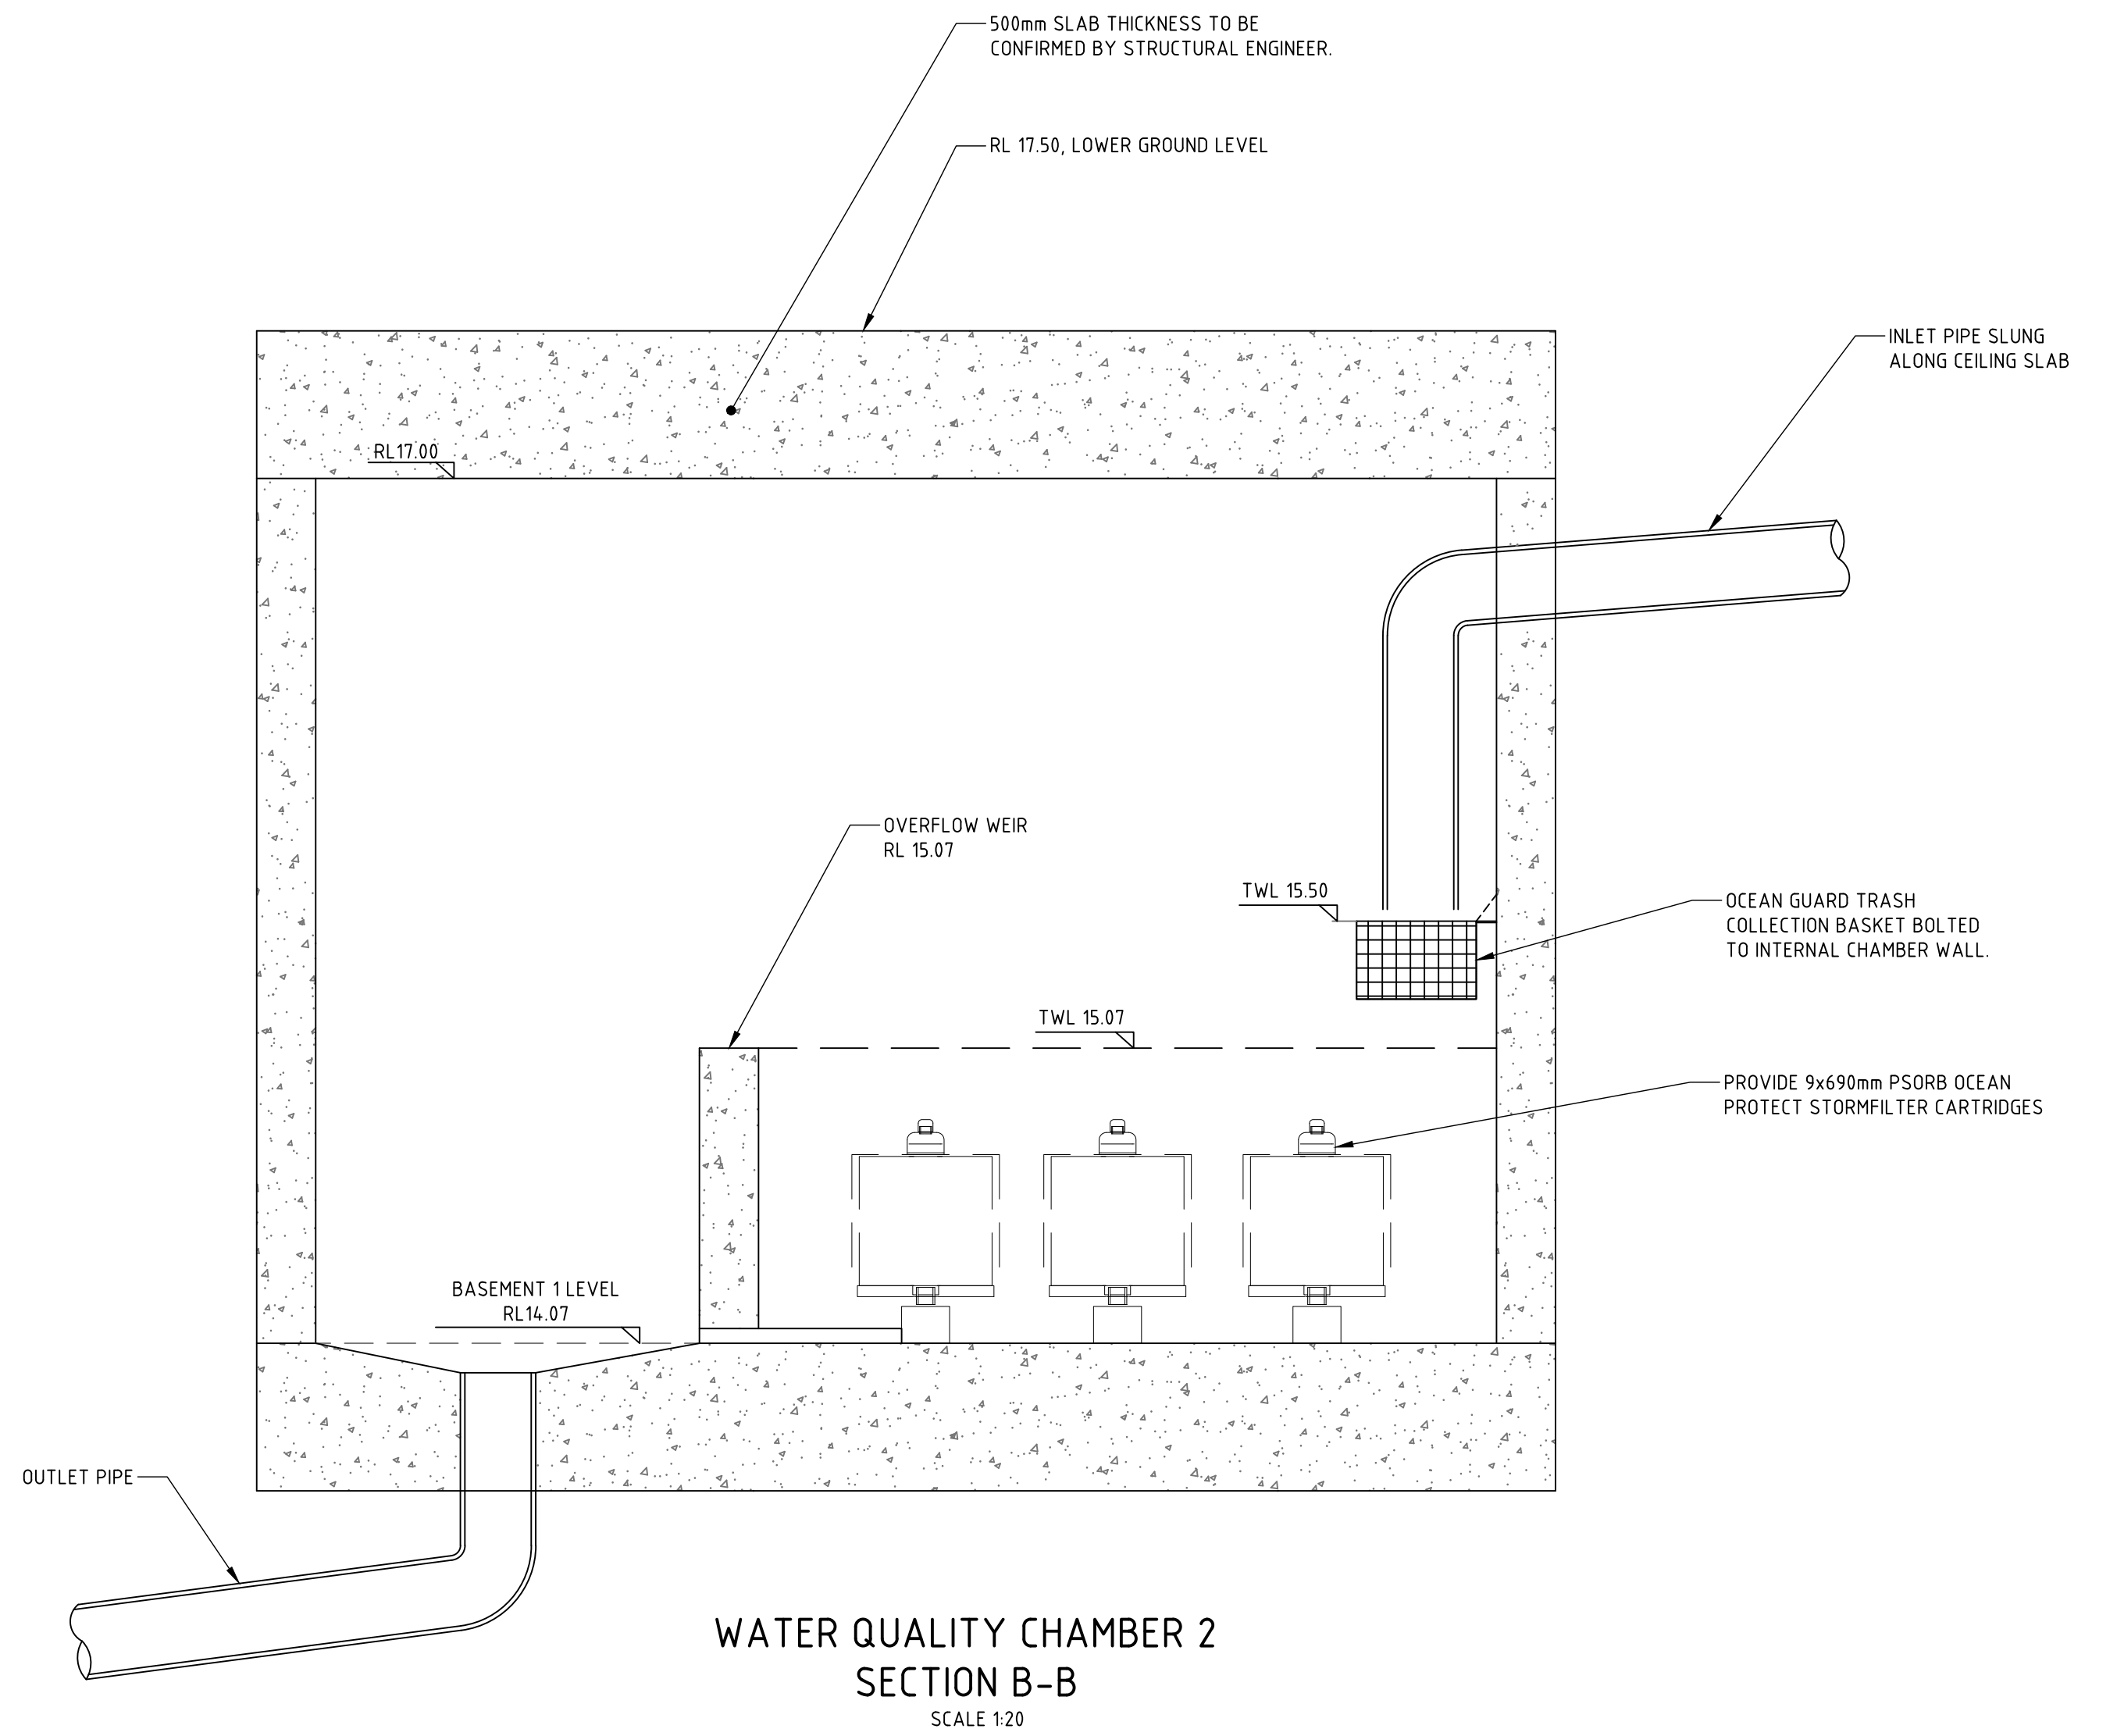 500mm SLAB THICKNESS TO BE
CONFIRMED BY STRUCTURAL ENGINEER.
RL 17.50, LOWER GROUND LEVEL
INLET PIPE SLUNG
ALONG CEILING SLAB
RL17.00
OVERFLOW WEIR
RL 15.07
TWL 15.50
OCEAN GUARD TRASH
COLLECTION BASKET BOLTED
TO INTERNAL CHAMBER WALL.
TWL 15.07
PROVIDE 9x690mm PSORB OCEAN
PROTECT STORMFILTER CARTRIDGES
BASEMENT 1 LEVEL
RL14.07
OUTLET PIPE
WATER QUALITY CHAMBER 2
SECTION B-B
SCALE 1:20